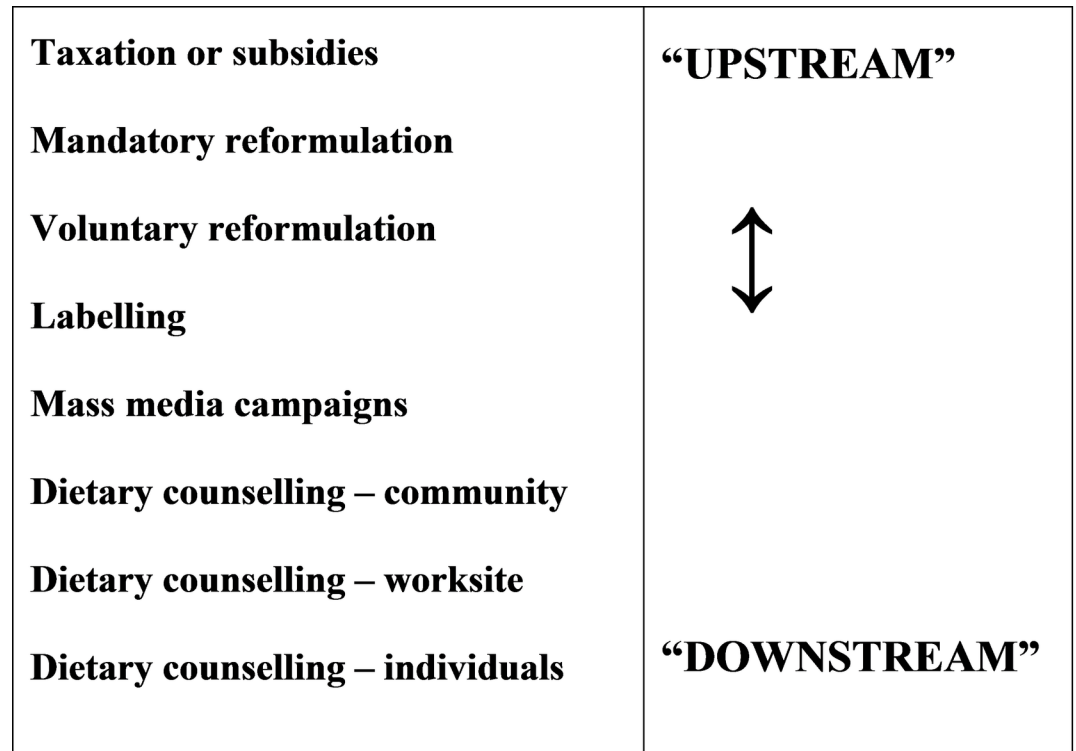 Taxation or subsidies
Mandatory reformulation
Voluntary reformulation
Labelling
Mass media campaigns
Dietary counselling – community
Dietary counselling – worksite
Dietary counselling – individuals
“UPSTREAM”
“DOWNSTREAM”